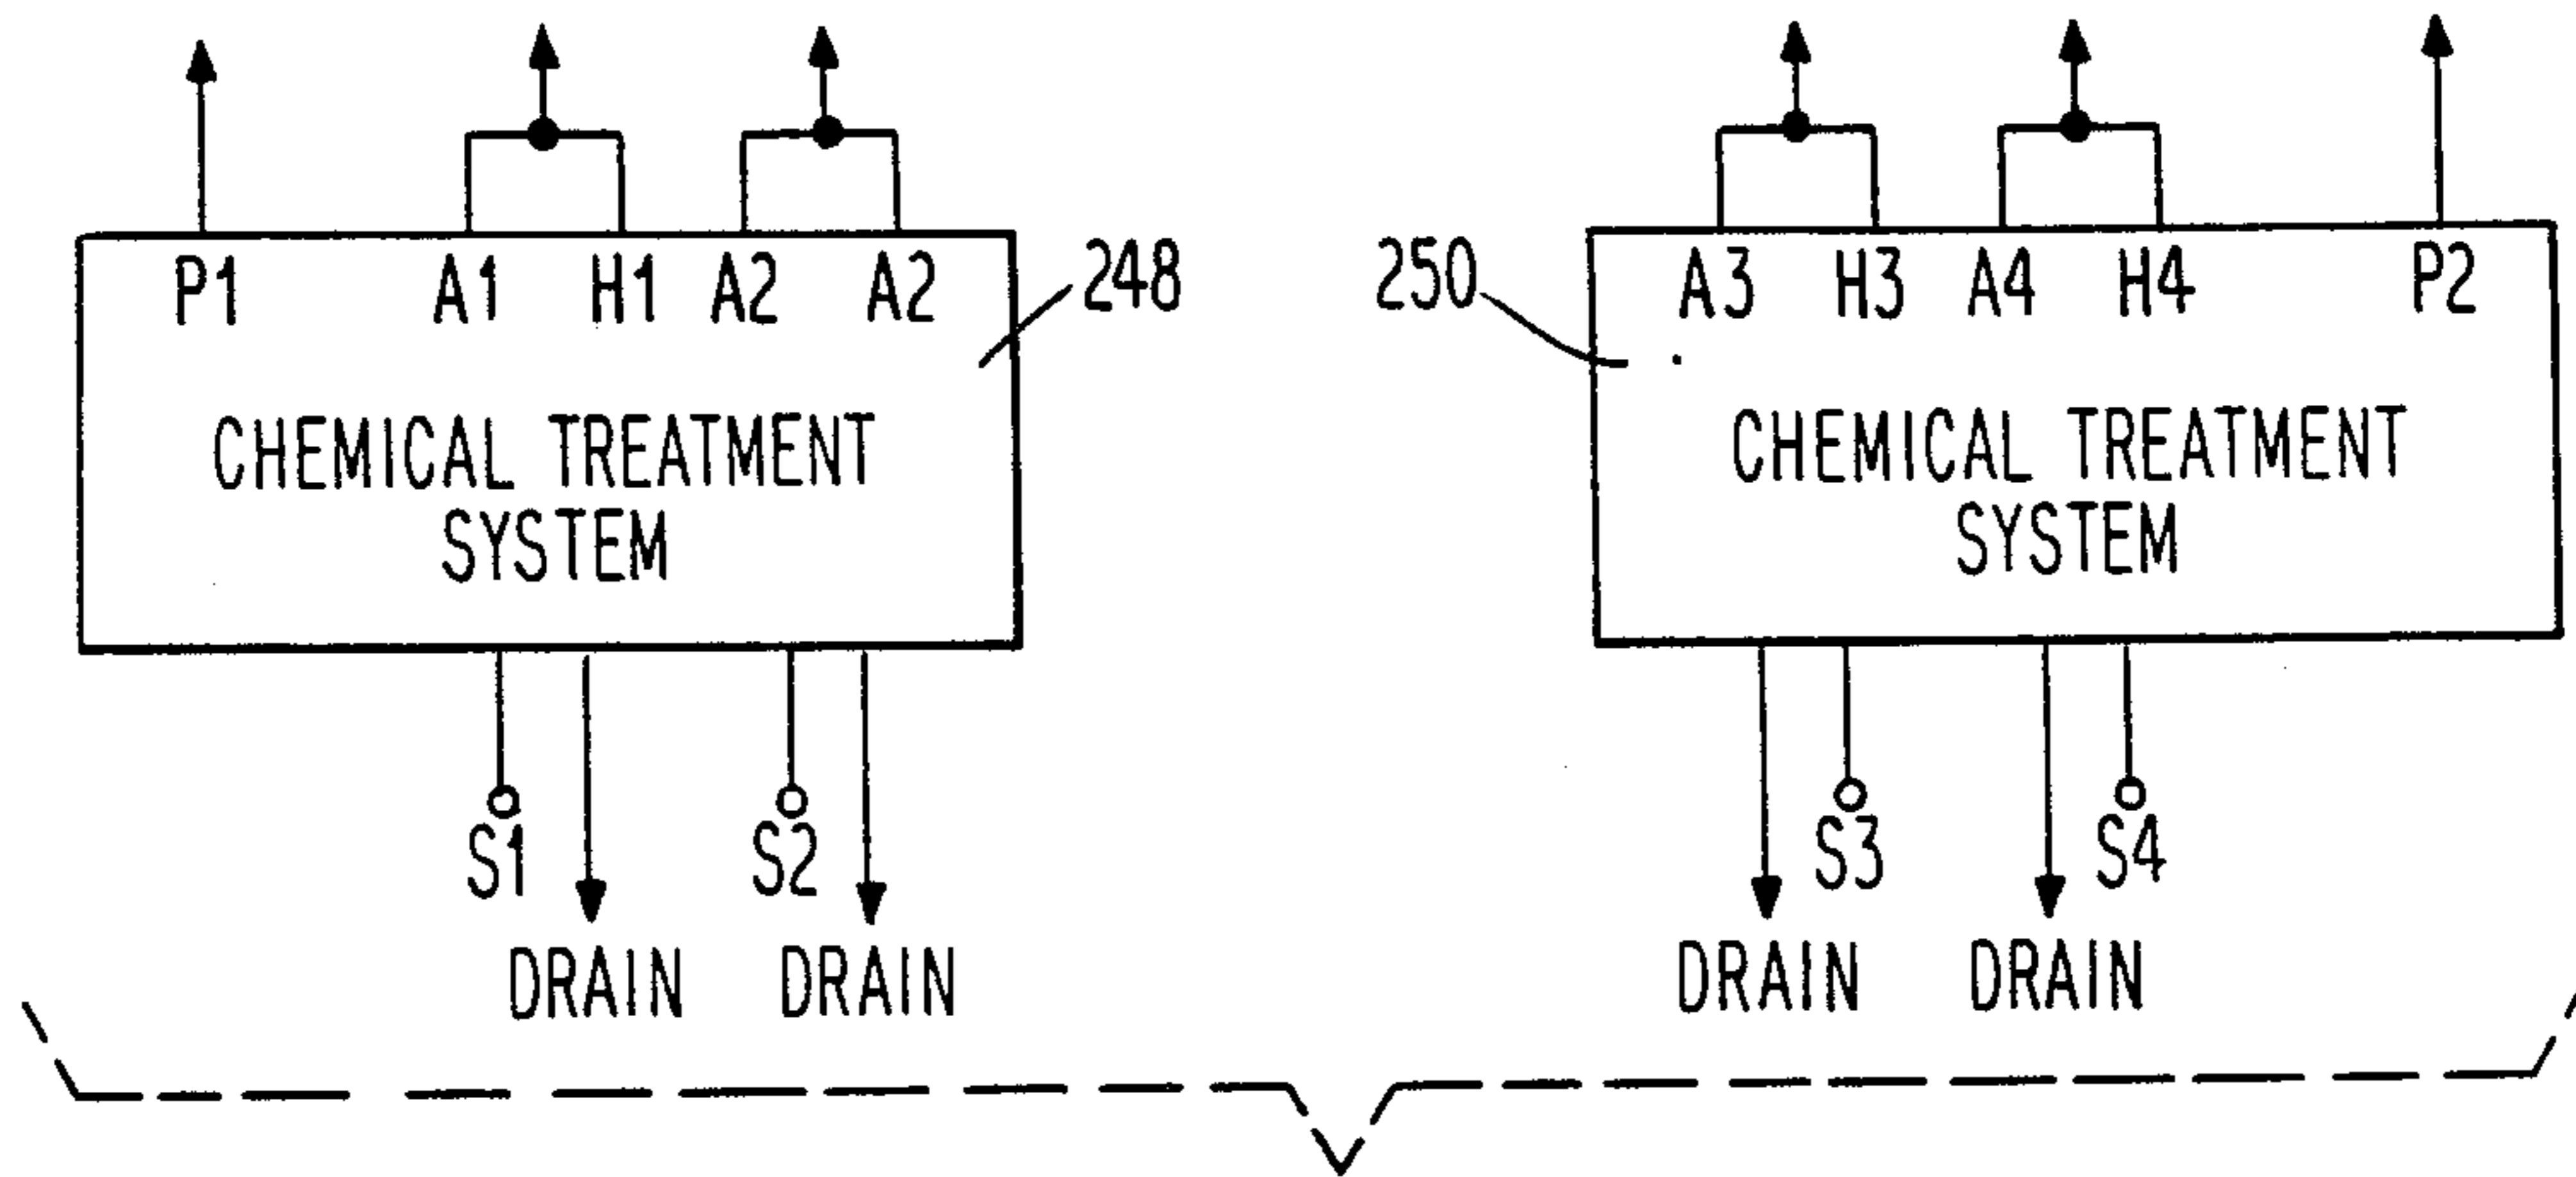 P1 A1 H1 A2 A2
248
CHEMICAL TREATMENT
SYSTEM
S1 S2
DRAIN DRAIN
250
A3 H3 A4 H4 P2
CHEMICAL TREATMENT
SYSTEM
S3 S4
DRAIN DRAIN